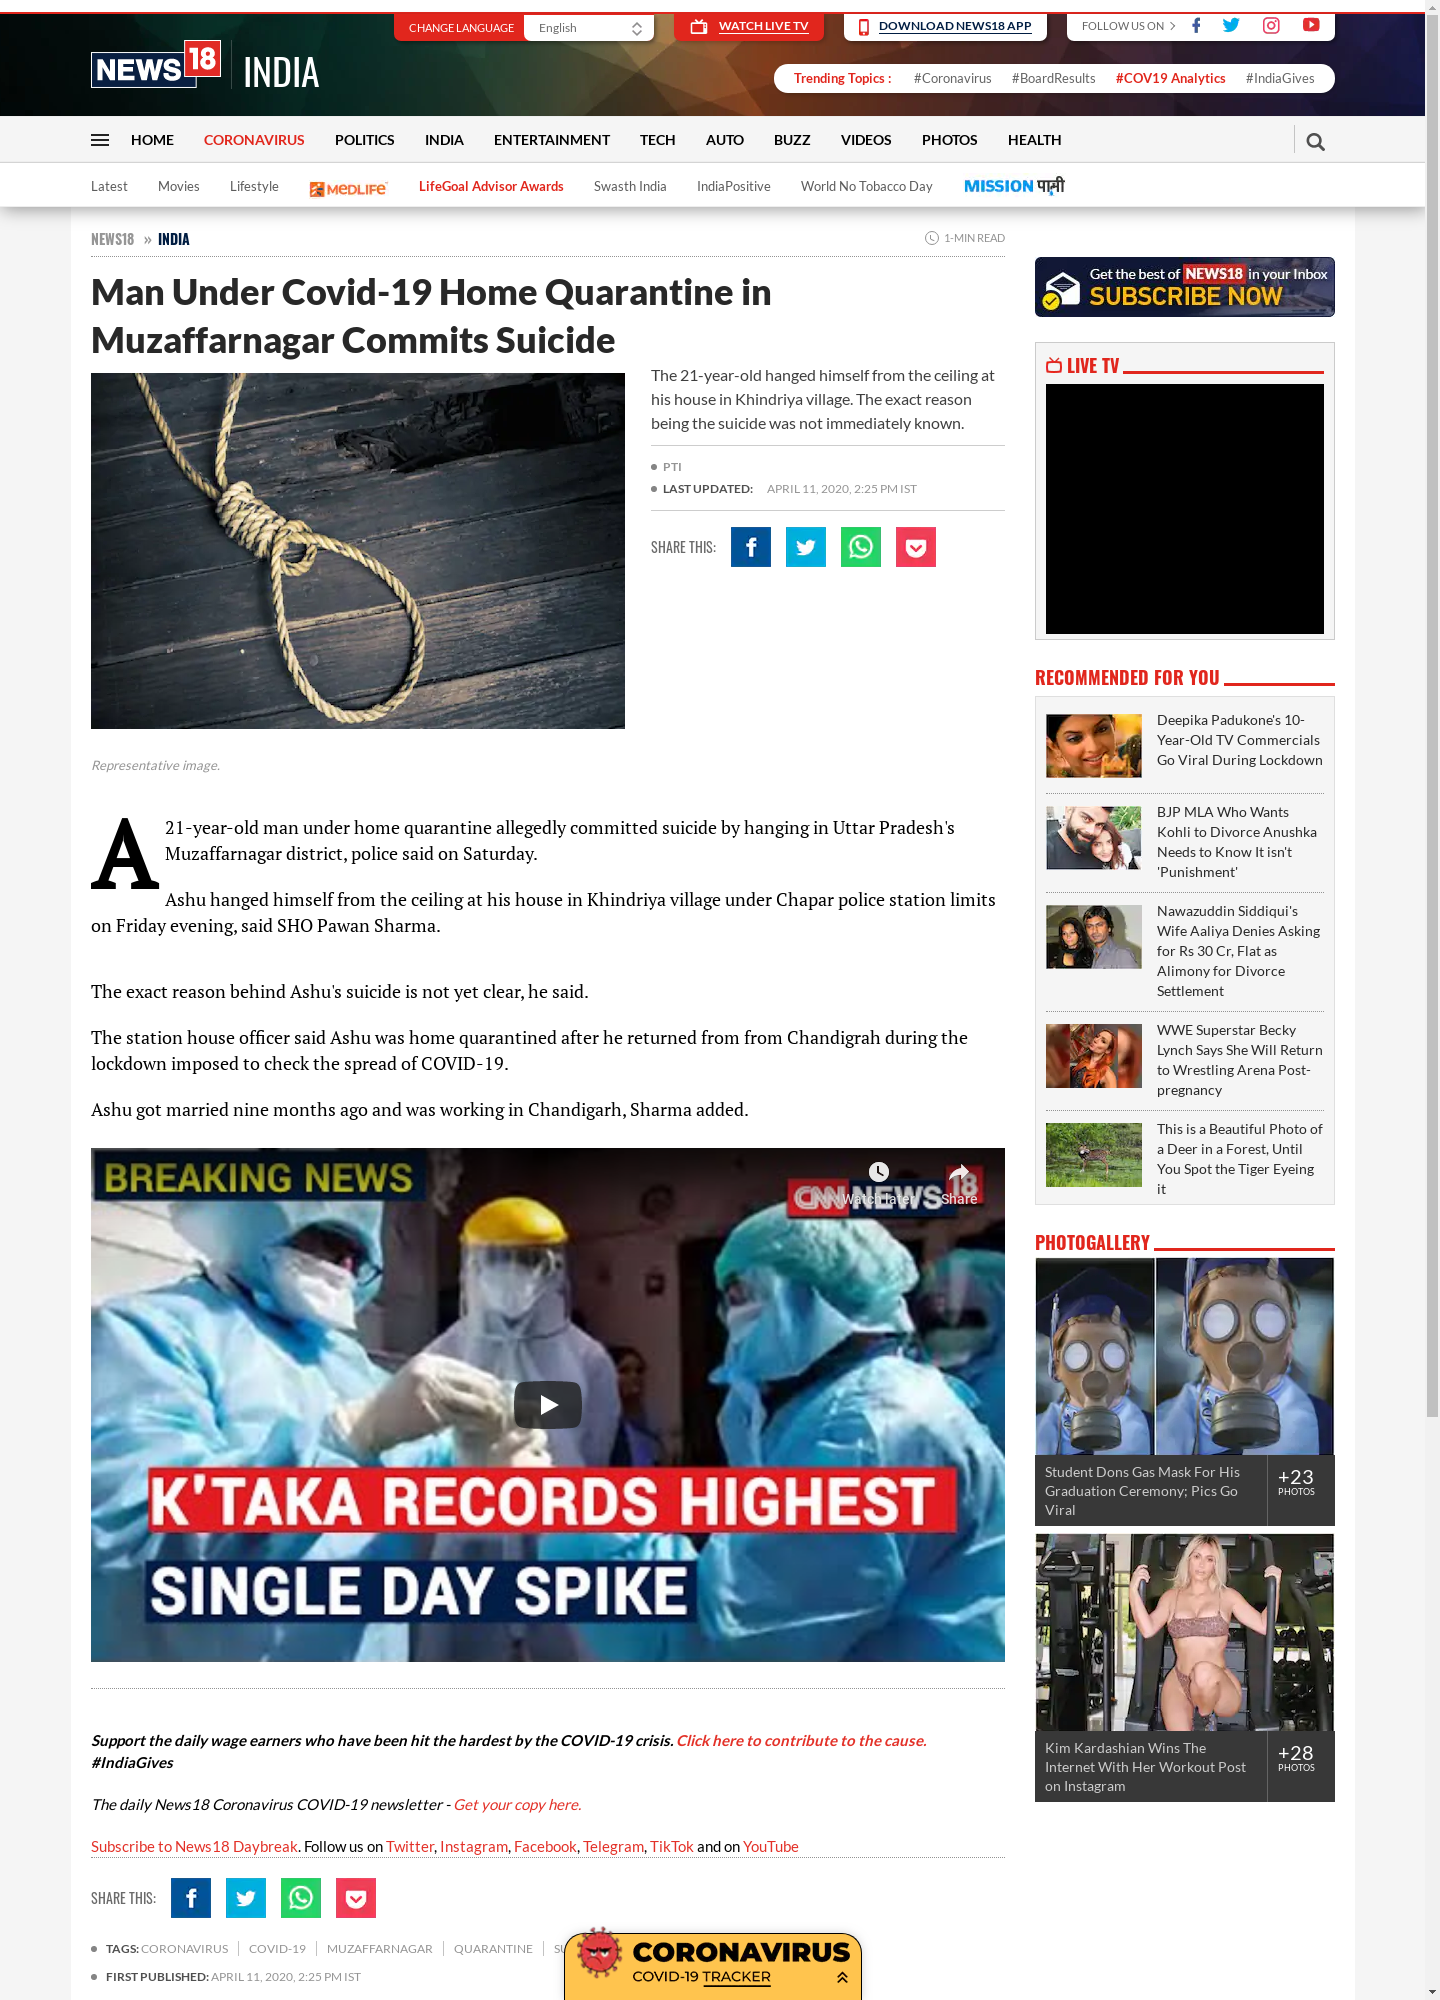 CHANGE LANGUAGE English WATCH LIVE TV DOWNLOAD NEWS18 APP FOLLOW US ON
NEWS 18 INDIA
Trending Topics : #Coronavirus #BoardResults #COV19 Analytics #IndiaGives
HOME CORONAVIRUS POLITICS INDIA ENTERTAINMENT TECH AUTO BUZZ VIDEOS PHOTOS HEALTH
Latest Movies Lifestyle MEDLIFE LifeGoal Advisor Awards Swasth India IndiaPositive World No Tobacco Day MISSION पानी
NEWS18 » INDIA
1-MIN READ
Man Under Covid-19 Home Quarantine in
Muzaffarnagar Commits Suicide
The 21-year-old hanged himself from the ceiling at
his house in Khindriya village. The exact reason
being the suicide was not immediately known.
PTI
LAST UPDATED: APRIL 11, 2020, 2:25 PM IST
SHARE THIS:
Representative image.
A 21-year-old man under home quarantine allegedly committed suicide by hanging in Uttar Pradesh's
Muzaffarnagar district, police said on Saturday.
Ashu hanged himself from the ceiling at his house in Khindriya village under Chapar police station limits
on Friday evening, said SHO Pawan Sharma.
The exact reason behind Ashu's suicide is not yet clear, he said.
The station house officer said Ashu was home quarantined after he returned from from Chandigrah during the
lockdown imposed to check the spread of COVID-19.
Ashu got married nine months ago and was working in Chandigarh, Sharma added.
BREAKING NEWS
CNN NEWS 18
Watch later Share
K'TAKA RECORDS HIGHEST
SINGLE DAY SPIKE
Support the daily wage earners who have been hit the hardest by the COVID-19 crisis. Click here to contribute to the cause.
#IndiaGives
The daily News18 Coronavirus COVID-19 newsletter - Get your copy here.
Subscribe to News18 Daybreak. Follow us on Twitter, Instagram, Facebook, Telegram, TikTok and on YouTube
SHARE THIS:
TAGS: CORONAVIRUS COVID-19 MUZAFFARNAGAR QUARANTINE
FIRST PUBLISHED: APRIL 11, 2020, 2:25 PM IST
CORONAVIRUS
COVID-19 TRACKER
Get the best of NEWS18 in your Inbox
SUBSCRIBE NOW
LIVE TV
RECOMMENDED FOR YOU
Deepika Padukone's 10-
Year-Old TV Commercials
Go Viral During Lockdown
BJP MLA Who Wants
Kohli to Divorce Anushka
Needs to Know It isn't
'Punishment'
Nawazuddin Siddiqui's
Wife Aaliya Denies Asking
for Rs 30 Cr, Flat as
Alimony for Divorce
Settlement
WWE Superstar Becky
Lynch Says She Will Return
to Wrestling Arena Post-
pregnancy
This is a Beautiful Photo of
a Deer in a Forest, Until
You Spot the Tiger Eyeing
it
PHOTOGALLERY
Student Dons Gas Mask For His
Graduation Ceremony; Pics Go
Viral
+23
PHOTOS
Kim Kardashian Wins The
Internet With Her Workout Post
on Instagram
+28
PHOTOS